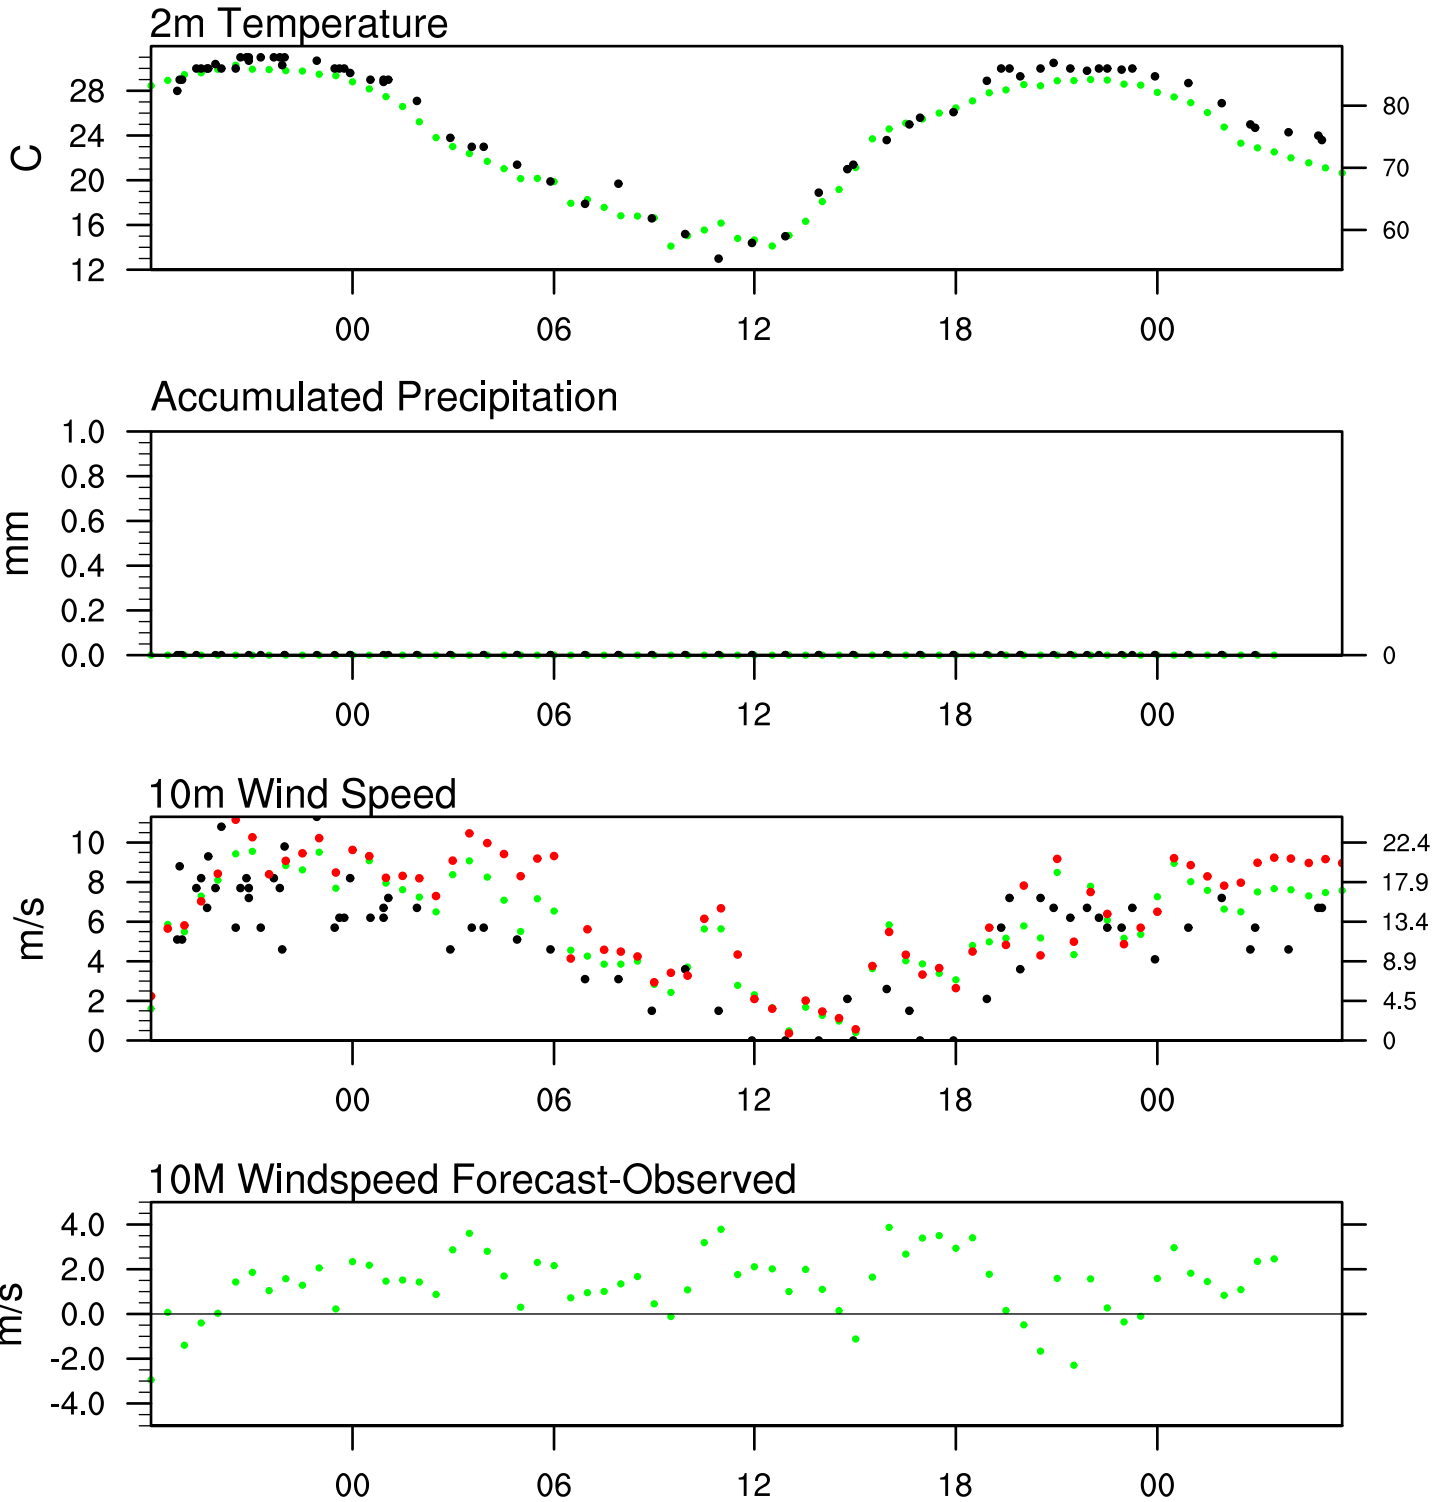 2m Temperature
28
24
20
16
12
C
80
70
60
00 06 12 18 00
Accumulated Precipitation
1.0
0.8
0.6
0.4
0.2
0.0
mm
0
00 06 12 18 00
10m Wind Speed
10
8
6
4
2
0
m/s
22.4
17.9
13.4
8.9
4.5
0
00 06 12 18 00
10M Windspeed Forecast-Observed
4.0
2.0
0.0
-2.0
-4.0
m/s
00 06 12 18 00